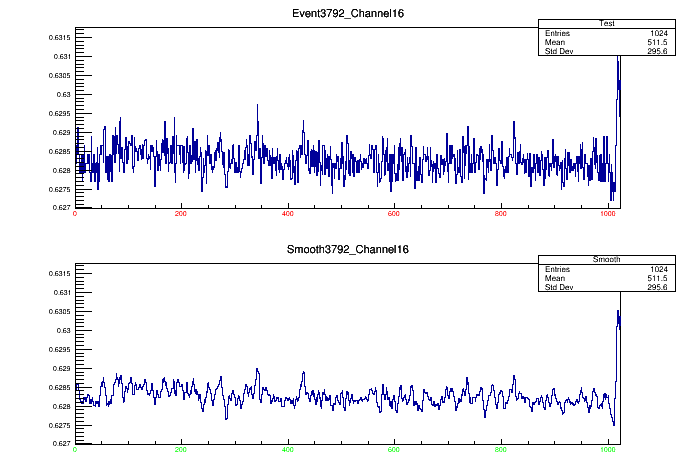 Event3792_Channel16
Test
Entries 1024
Mean 511.5
Std Dev 295.6
0.6315
0.631
0.6305
0.63
0.6295
0.629
0.6285
0.628
0.6275
0.627
0 200 400 600 800 1000
Smooth3792_Channel16
Smooth
Entries 1024
Mean 511.5
Std Dev 295.6
0.6315
0.631
0.6305
0.63
0.6295
0.629
0.6285
0.628
0.6275
0.627
0 200 400 600 800 1000